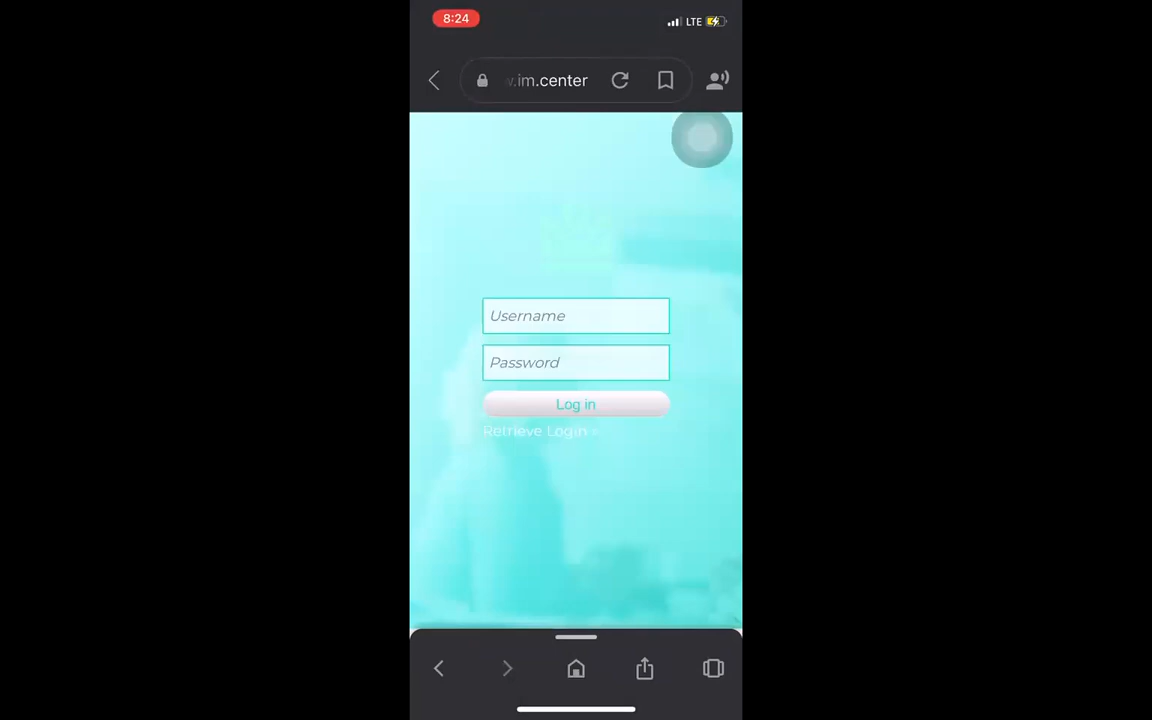 8:24
LTE
.im.center
Username
Password
Log in
Retrieve Login »